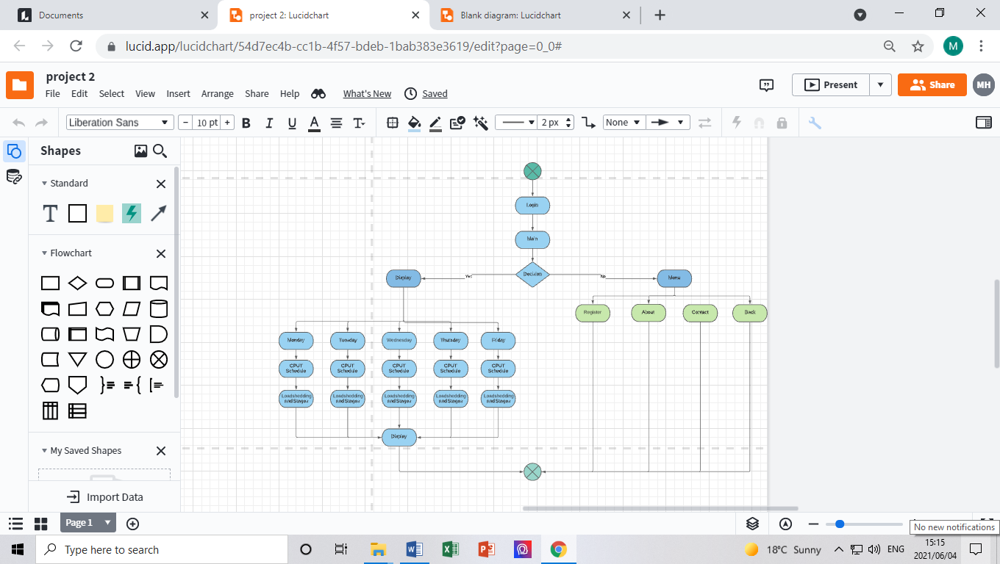 Documents
project 2: Lucidchart
Blank diagram: Lucidchart
lucid.app/lucidchart/54d7ec4b-cc1b-4f57-bdeb-1bab383e3619/edit?page=0_0#
M
project 2
File Edit Select View Insert Arrange Share Help What's New Saved
Present
Share
MH
Liberation Sans
10 pt
B I U A T
2 px
None
Shapes
Standard
T
Flowchart
My Saved Shapes
Import Data
Login
Main
Decision
Yes
No
Display
Menu
Register About Contact Back
Monday Tuesday Wednesday Thursday Friday
CPUT CPUT CPUT CPUT CPUT
Schedule Schedule Schedule Schedule Schedule
Loadshedding Loadshedding Loadshedding Loadshedding Loadshedding
and Stages and Stages and Stages and Stages and Stages
Display
Page 1
No new notifications
Type here to search
18°C Sunny
ENG
15:15
2021/06/04